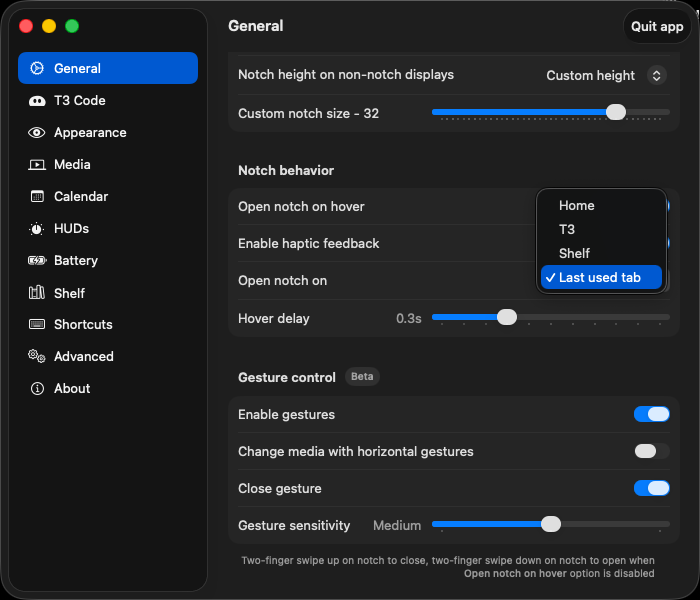 General
Quit app
General
T3 Code
Appearance
Media
Calendar
HUDs
Battery
Shelf
Shortcuts
Advanced
About
Notch height on non-notch displays
Custom height
Custom notch size - 32
Notch behavior
Open notch on hover
Enable haptic feedback
Open notch on
Home
T3
Shelf
Last used tab
Hover delay
0.3s
Gesture control
Beta
Enable gestures
Change media with horizontal gestures
Close gesture
Gesture sensitivity
Medium
Two-finger swipe up on notch to close, two-finger swipe down on notch to open when
Open notch on hover option is disabled